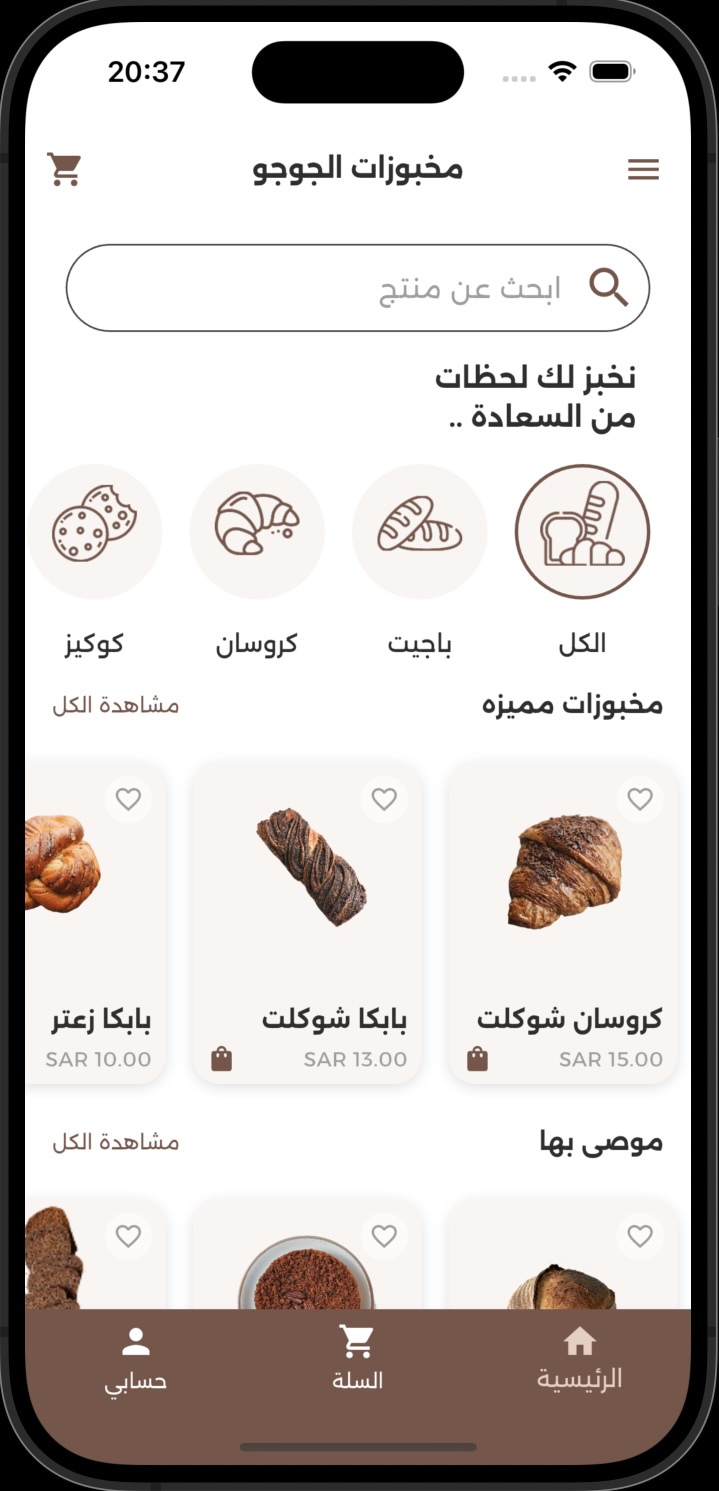 20:37
مخبوزات الجوجو
ابحث عن منتج
نخبز لك لحظات
من السعادة ..
الكل
باجيت
كروسان
كوكيز
مخبوزات مميزه
مشاهدة الكل
كروسان شوكلت
SAR 15.00
بابكا شوكلت
SAR 13.00
بابكا زعتر
SAR 10.00
موصى بها
مشاهدة الكل
الرئيسية
السلة
حسابي